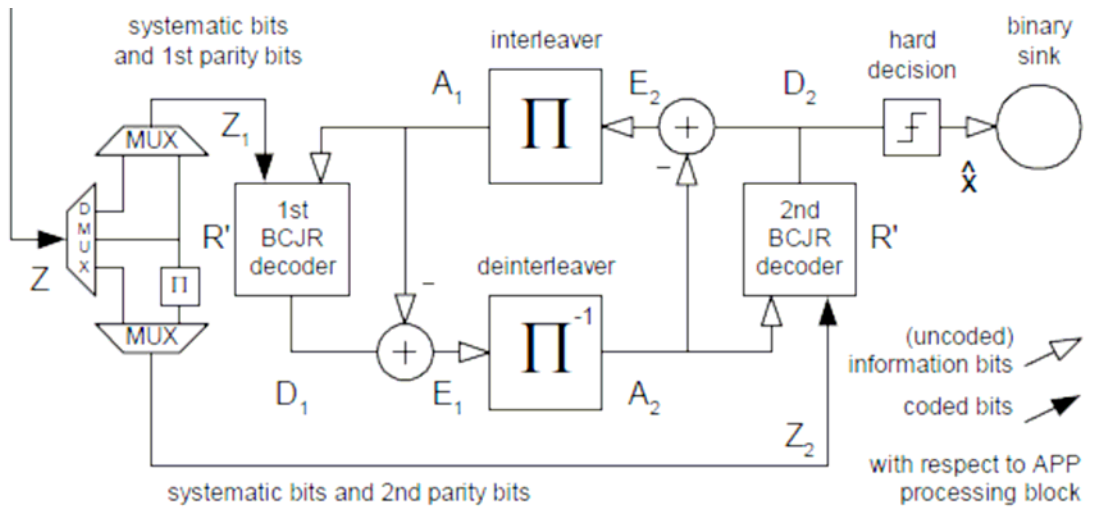 systematic bits
and 1st parity bits
interleaver
hard
decision
binary
sink
A₁
E₂
D₂
Π
+
−
MUX
Z₁
x̂
D
M
U
X
Z
R'
1st
BCJR
decoder
2nd
BCJR
decoder
R'
Π
deinterleaver
−
MUX
+
Π⁻¹
D₁
E₁
A₂
(uncoded)
information bits
coded bits
Z₂
with respect to APP
processing block
systematic bits and 2nd parity bits